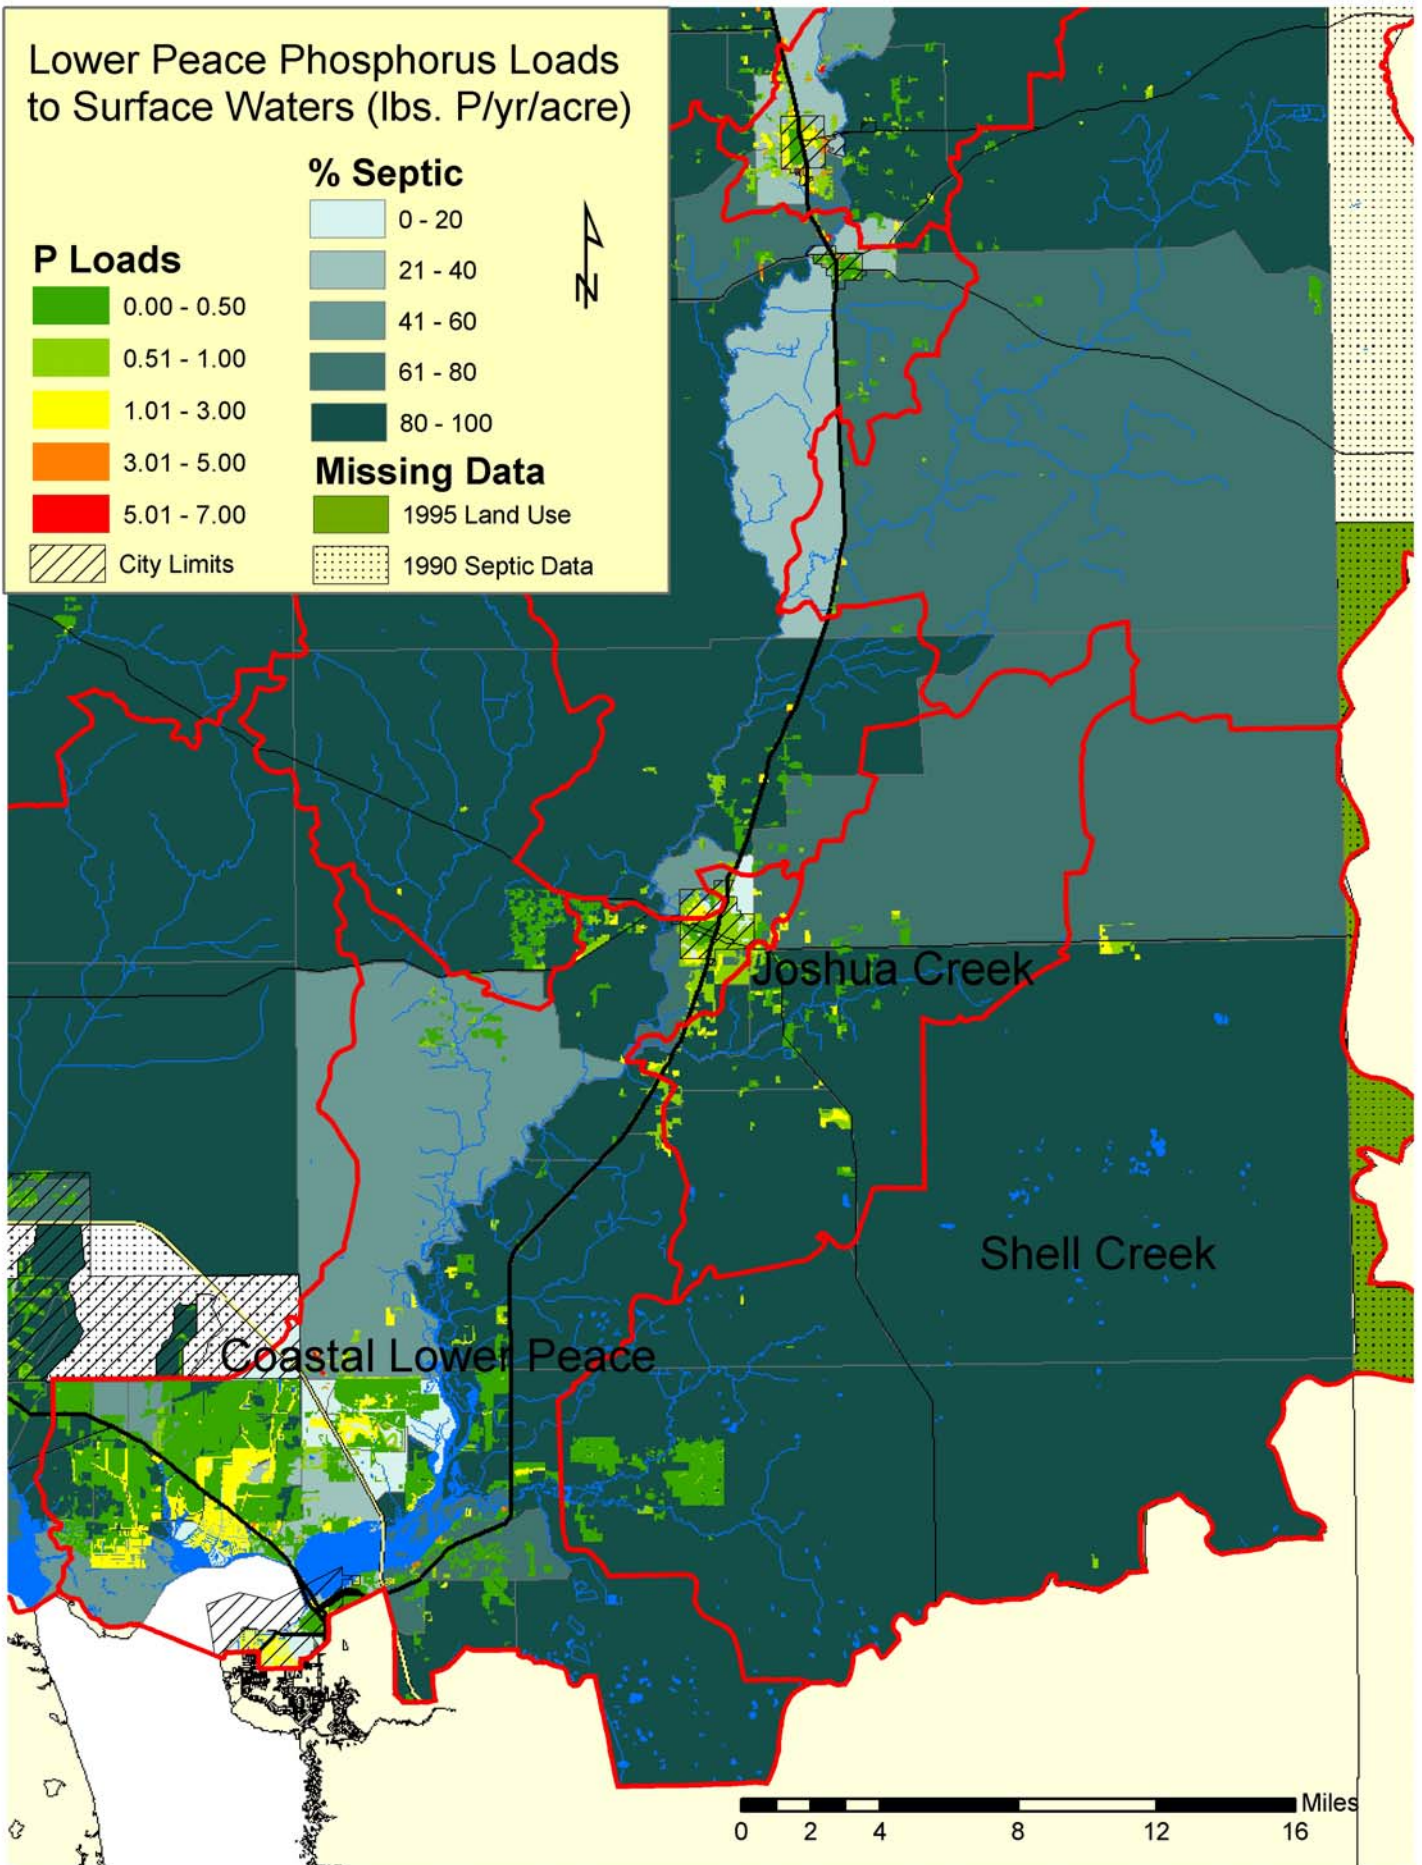 Lower Peace Phosphorus Loads
to Surface Waters (lbs. P/yr/acre)
P Loads
0.00 - 0.50
0.51 - 1.00
1.01 - 3.00
3.01 - 5.00
5.01 - 7.00
City Limits
% Septic
0 - 20
21 - 40
41 - 60
61 - 80
80 - 100
Missing Data
1995 Land Use
1990 Septic Data
N
Joshua Creek
Shell Creek
Coastal Lower Peace
Miles
0 2 4 8 12 16